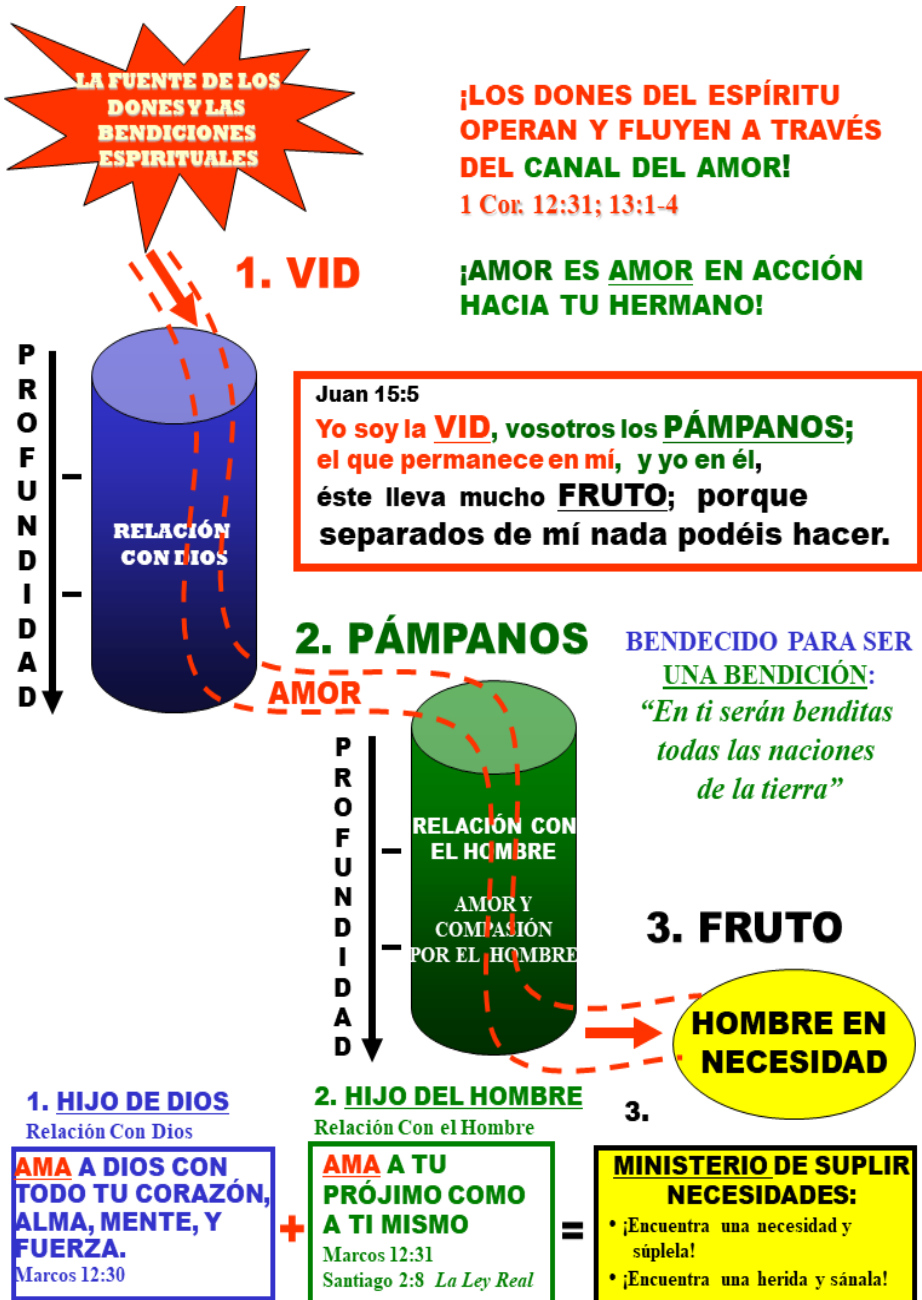 LA FUENTE DE LOS
DONES Y LAS
BENDICIONES
ESPIRITUALES
¡LOS DONES DEL ESPÍRITU
OPERAN Y FLUYEN A TRAVÉS
DEL CANAL DEL AMOR!
1 Cor. 12:31; 13:1-4
1. VID
¡AMOR ES AMOR EN ACCIÓN
HACIA TU HERMANO!
PROFUNDIDAD
RELACIÓN
CON DIOS
Juan 15:5
Yo soy la VID, vosotros los PÁMPANOS;
el que permanece en mí, y yo en él,
éste lleva mucho FRUTO; porque
separados de mí nada podéis hacer.
2. PÁMPANOS
AMOR
BENDECIDO PARA SER
UNA BENDICIÓN:
“En ti serán benditas
todas las naciones
de la tierra”
PROFUNDIDAD
RELACIÓN CON
EL HOMBRE
AMOR Y
COMPASIÓN
POR EL HOMBRE
3. FRUTO
HOMBRE EN
NECESIDAD
1. HIJO DE DIOS
Relación Con Dios
AMA A DIOS CON
TODO TU CORAZÓN,
ALMA, MENTE, Y
FUERZA.
Marcos 12:30
+
2. HIJO DEL HOMBRE
Relación Con el Hombre
AMA A TU
PRÓJIMO COMO
A TI MISMO
Marcos 12:31
Santiago 2:8 La Ley Real
=
3.
MINISTERIO DE SUPLIR
NECESIDADES:
• ¡Encuentra una necesidad y
súplela!
• ¡Encuentra una herida y sánala!